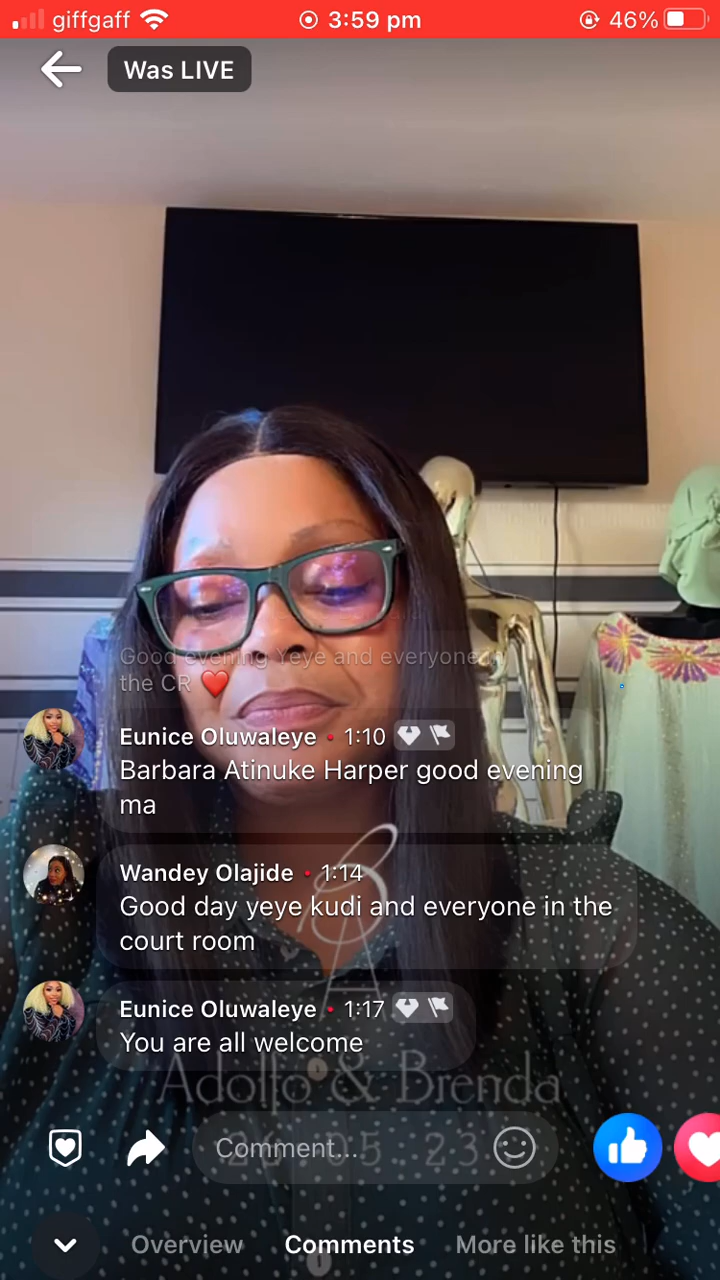 giffgaff 3:59 pm 46%
Was LIVE
Good evening Yeye and everyone in
the CR ❤️
Eunice Oluwaleye • 1:10
Barbara Atinuke Harper good evening
ma
Wandey Olajide • 1:14
Good day yeye kudi and everyone in the
court room
Eunice Oluwaleye • 1:17
You are all welcome
Adolfo & Brenda
Comment...
Overview Comments More like this